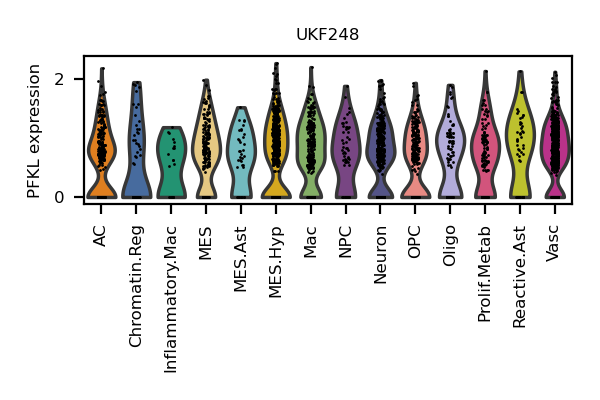 UKF248
PFKL expression
2
0
AC
Chromatin.Reg
Inflammatory.Mac
MES
MES.Ast
MES.Hyp
Mac
NPC
Neuron
OPC
Oligo
Prolif.Metab
Reactive.Ast
Vasc